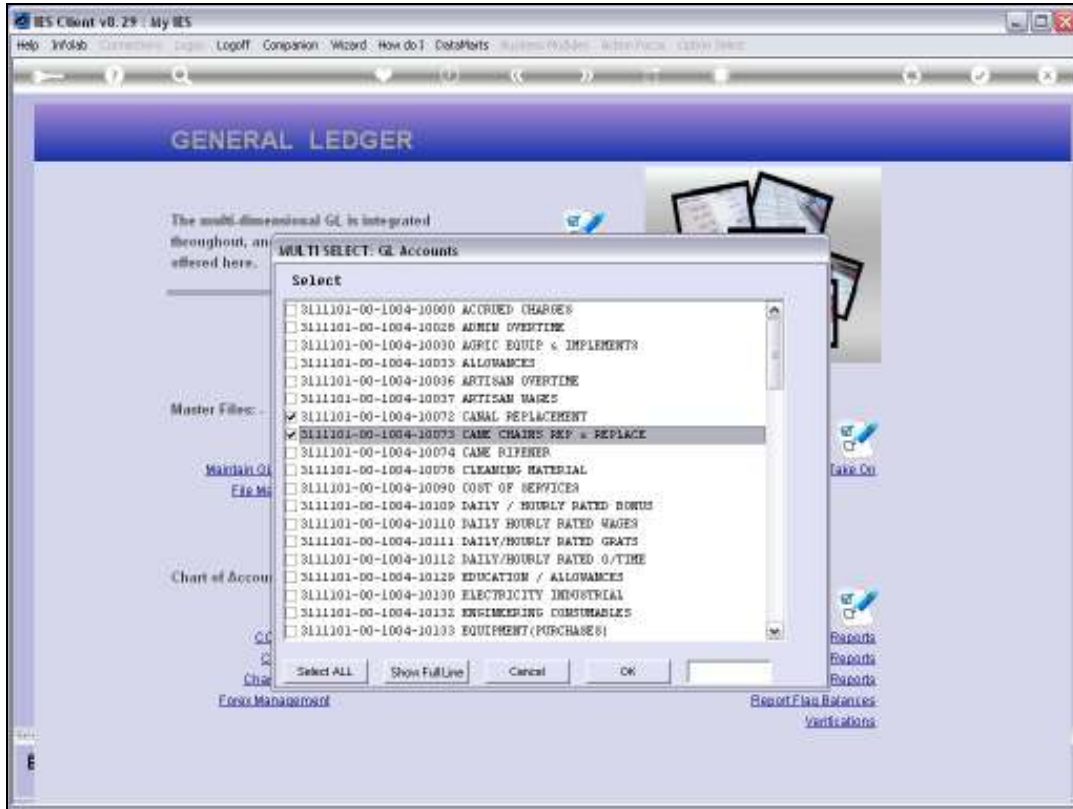 IES Client v8.29 : My IES
Help Infolab Logoff Companion Wizard How do I DataMarts
GENERAL LEDGER
The multi-dimensional GL is integrated
throughout, an
offered here.
MULTI SELECT: GL Accounts
Select
3111101-00-1004-10000 ACCRUED CHARGES
3111101-00-1004-10028 ADMIN OVERTIME
3111101-00-1004-10030 AGRIC EQUIP & IMPLEMENTS
3111101-00-1004-10033 ALLOWANCES
3111101-00-1004-10036 ARTISAN OVERTIME
3111101-00-1004-10037 ARTISAN WAGES
3111101-00-1004-10072 CANAL REPLACEMENT
3111101-00-1004-10073 CANE CHAINS REP & REPLACE
3111101-00-1004-10074 CANE RIPENER
3111101-00-1004-10078 CLEANING MATERIAL
3111101-00-1004-10090 COST OF SERVICES
3111101-00-1004-10109 DAILY / HOURLY RATED BONUS
3111101-00-1004-10110 DAILY HOURLY RATED WAGES
3111101-00-1004-10111 DAILY/HOURLY RATED GRATS
3111101-00-1004-10112 DAILY/HOURLY RATED O/TIME
3111101-00-1004-10129 EDUCATION / ALLOWANCES
3111101-00-1004-10130 ELECTRICITY INDUSTRIAL
3111101-00-1004-10132 ENGINEERING CONSUMABLES
3111101-00-1004-10133 EQUIPMENT(PURCHASES)
Select ALL Show Full Line Cancel OK
Master Files:
Maintain GL
File Ma
Take On
Chart of Accou
Char
Forex Management
Reports
Reports
Reports
Report Flag Balances
Verifications